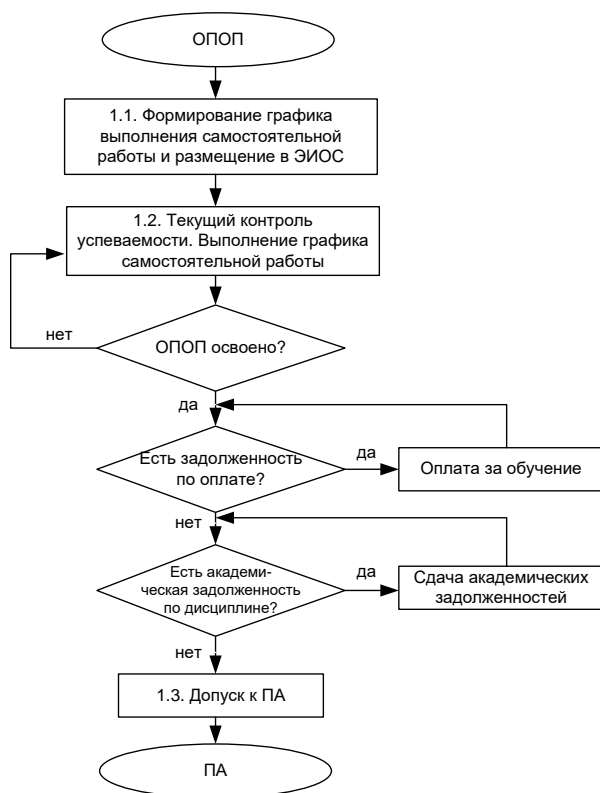 ОПОП
1.1. Формирование графика
выполнения самостоятельной
работы и размещение в ЭИОС
1.2. Текущий контроль
успеваемости. Выполнение графика
самостоятельной работы
нет
ОПОП освоено?
да
Есть задолженность
по оплате?
да
Оплата за обучение
нет
Есть академи-
ческая задолженность
по дисциплине?
да
Сдача академических
задолженностей
нет
1.3. Допуск к ПА
ПА